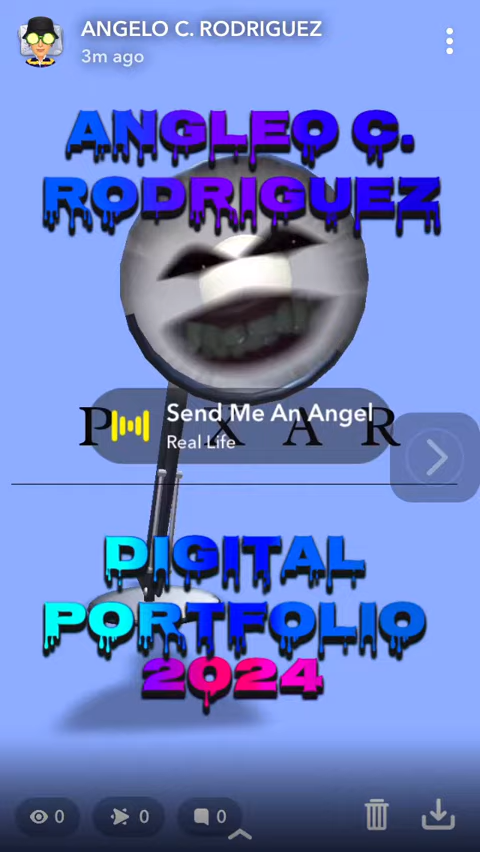 ANGELO C. RODRIGUEZ
3m ago
ANGLEO C.
RODRIGUEZ
Send Me An Angel
Real Life
P X A R
DIGITAL
PORTFOLIO
2024
0 0 0